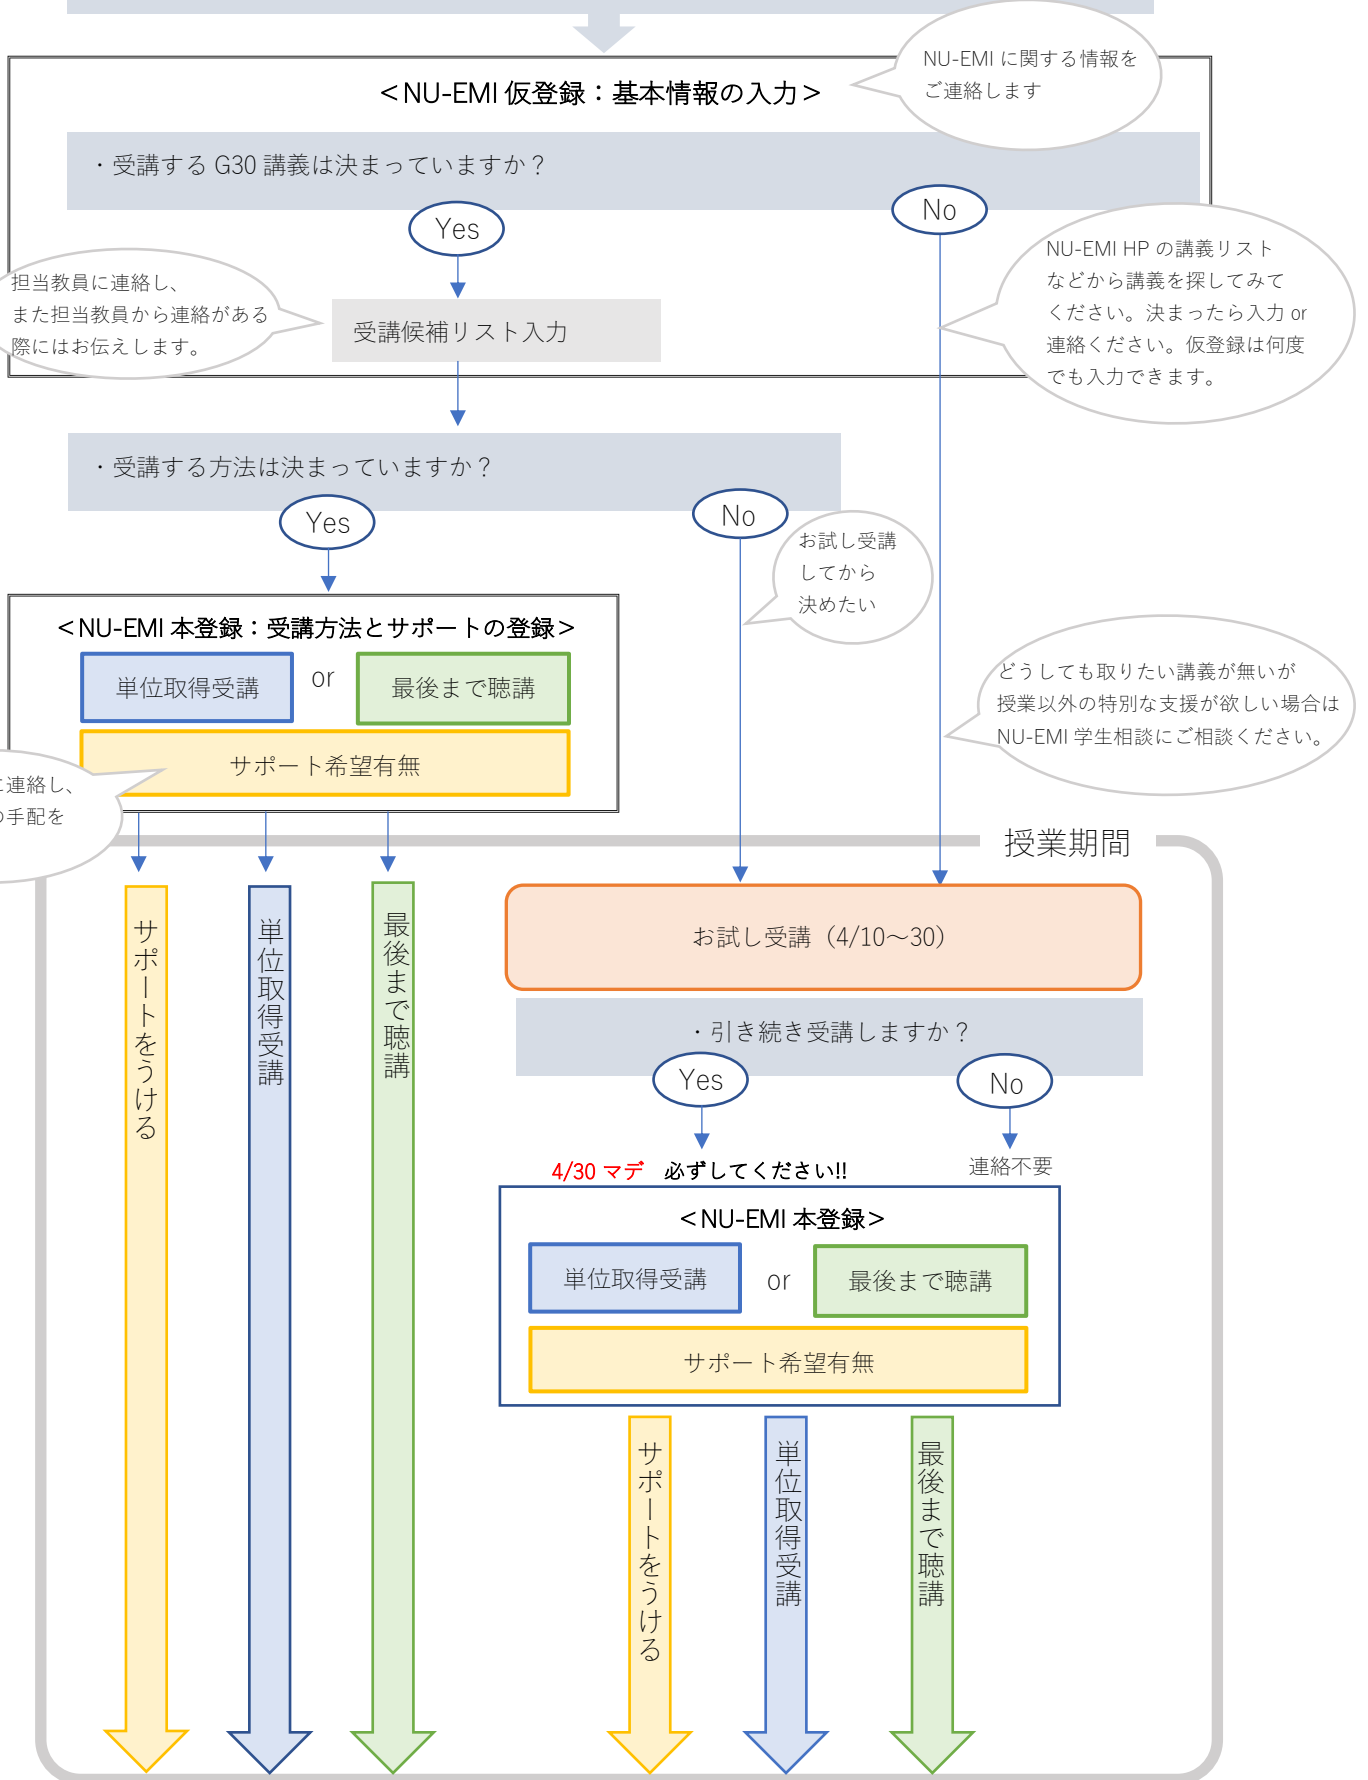 NU-EMI に関する情報を
ご連絡します
＜NU-EMI 仮登録：基本情報の入力＞
・受講する G30 講義は決まっていますか？
Yes
No
担当教員に連絡し、
また担当教員から連絡がある
際にはお伝えします。
受講候補リスト入力
NU-EMI HP の講義リスト
などから講義を探してみて
ください。決まったら入力 or
連絡ください。仮登録は何度
でも入力できます。
・受講する方法は決まっていますか？
Yes
No
お試し受講
してから
決めたい
＜NU-EMI 本登録：受講方法とサポートの登録＞
単位取得受講
or
最後まで聴講
サポート希望有無
どうしても取りたい講義が無いが
授業以外の特別な支援が欲しい場合は
NU-EMI 学生相談にご相談ください。
に連絡し、
の手配を
授業期間
サポートをうける
単位取得受講
最後まで聴講
お試し受講（4/10～30）
・引き続き受講しますか？
Yes
No
4/30 マデ　必ずしてください!!
連絡不要
＜NU-EMI 本登録＞
単位取得受講
or
最後まで聴講
サポート希望有無
サポートをうける
単位取得受講
最後まで聴講